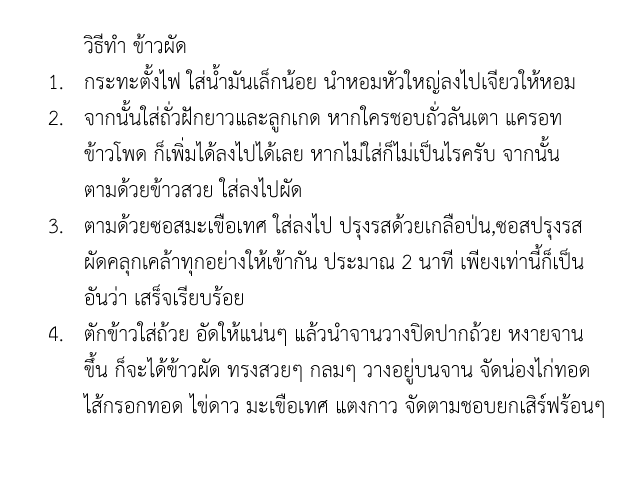 วิธีทำ ข้าวผัด
1. กระทะตั้งไฟ ใส่น้ำมันเล็กน้อย นำหอมหัวใหญ่ลงไปเจียวให้หอม
2. จากนั้นใส่ถั่วฝักยาวและลูกเกด หากใครชอบถั่วลันเตา แครอท
ข้าวโพด ก็เพิ่มได้ลงไปได้เลย หากไม่ใส่ก็ไม่เป็นไรครับ จากนั้น
ตามด้วยข้าวสวย ใส่ลงไปผัด
3. ตามด้วยซอสมะเขือเทศ ใส่ลงไป ปรุงรสด้วยเกลือป่น,ซอสปรุงรส
ผัดคลุกเคล้าทุกอย่างให้เข้ากัน ประมาณ 2 นาที เพียงเท่านี้ก็เป็น
อันว่า เสร็จเรียบร้อย
4. ตักข้าวใส่ถ้วย อัดให้แน่นๆ แล้วนำจานวางปิดปากถ้วย หงายจาน
ขึ้น ก็จะได้ข้าวผัด ทรงสวยๆ กลมๆ วางอยู่บนจาน จัดน่องไก่ทอด
ไส้กรอกทอด ไข่ดาว มะเขือเทศ แตงกาว จัดตามชอบยกเสิร์ฟร้อนๆ